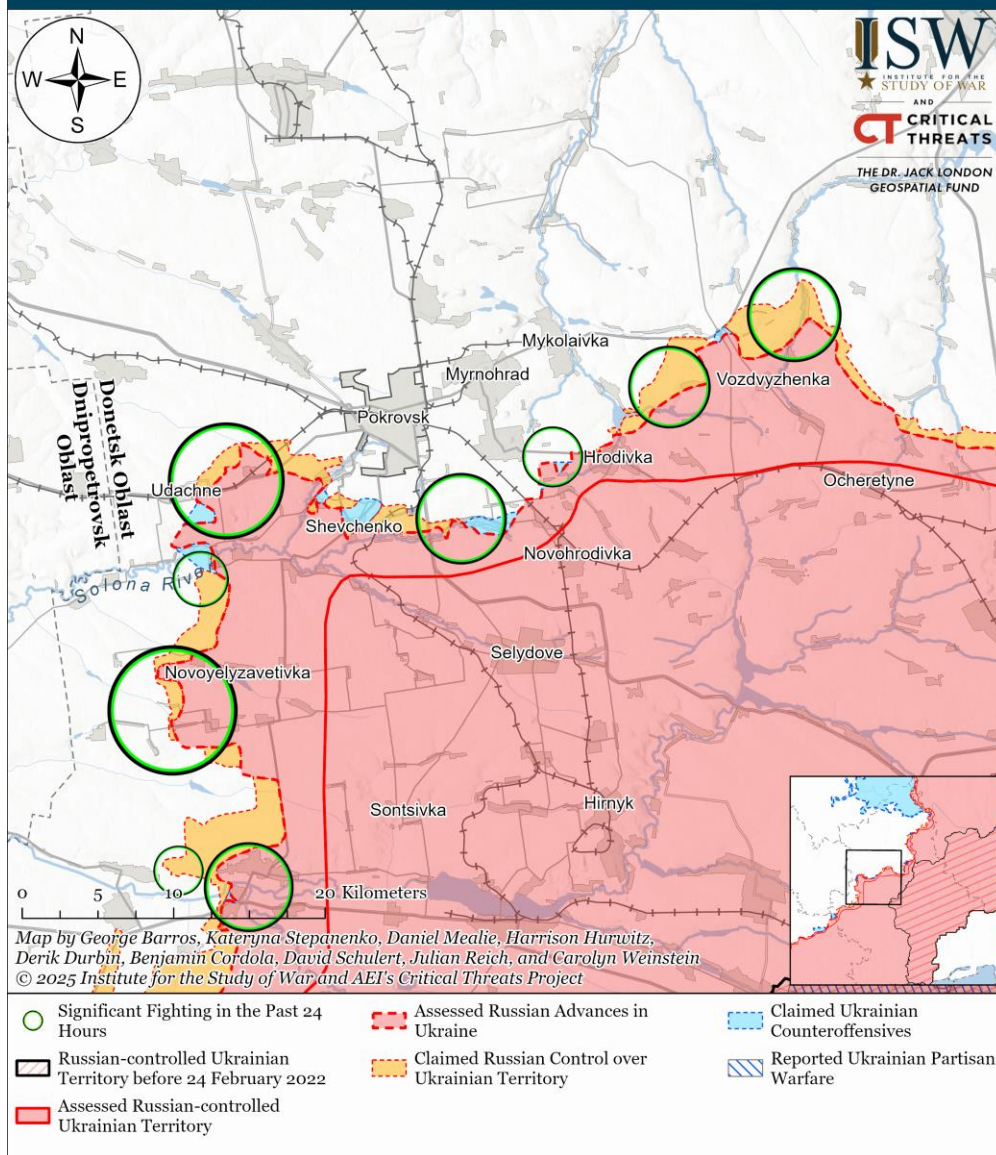 N
W E
S
ISW
INSTITUTE FOR THE
STUDY OF WAR
AND
CT CRITICAL
THREATS
THE DR. JACK LONDON
GEOSPATIAL FUND
Mykolaivka
Myrnohrad
Vozdvyzhenka
Pokrovsk
Donetsk Oblast
Dnipropetrovsk
Oblast
Hrodivka
Udachne
Ocheretyne
Shevchenko
Novohrodivka
Solona River
Selydove
Novoyelyzavetivka
Sontsivka
Hirnyk
0 5 10 20 Kilometers
Map by George Barros, Kateryna Stepanenko, Daniel Mealie, Harrison Hurwitz,
Derik Durbin, Benjamin Cordola, David Schulert, Julian Reich, and Carolyn Weinstein
© 2025 Institute for the Study of War and AEI's Critical Threats Project
Significant Fighting in the Past 24
Hours
Russian-controlled Ukrainian
Territory before 24 February 2022
Assessed Russian-controlled
Ukrainian Territory
Assessed Russian Advances in
Ukraine
Claimed Russian Control over
Ukrainian Territory
Claimed Ukrainian
Counteroffensives
Reported Ukrainian Partisan
Warfare